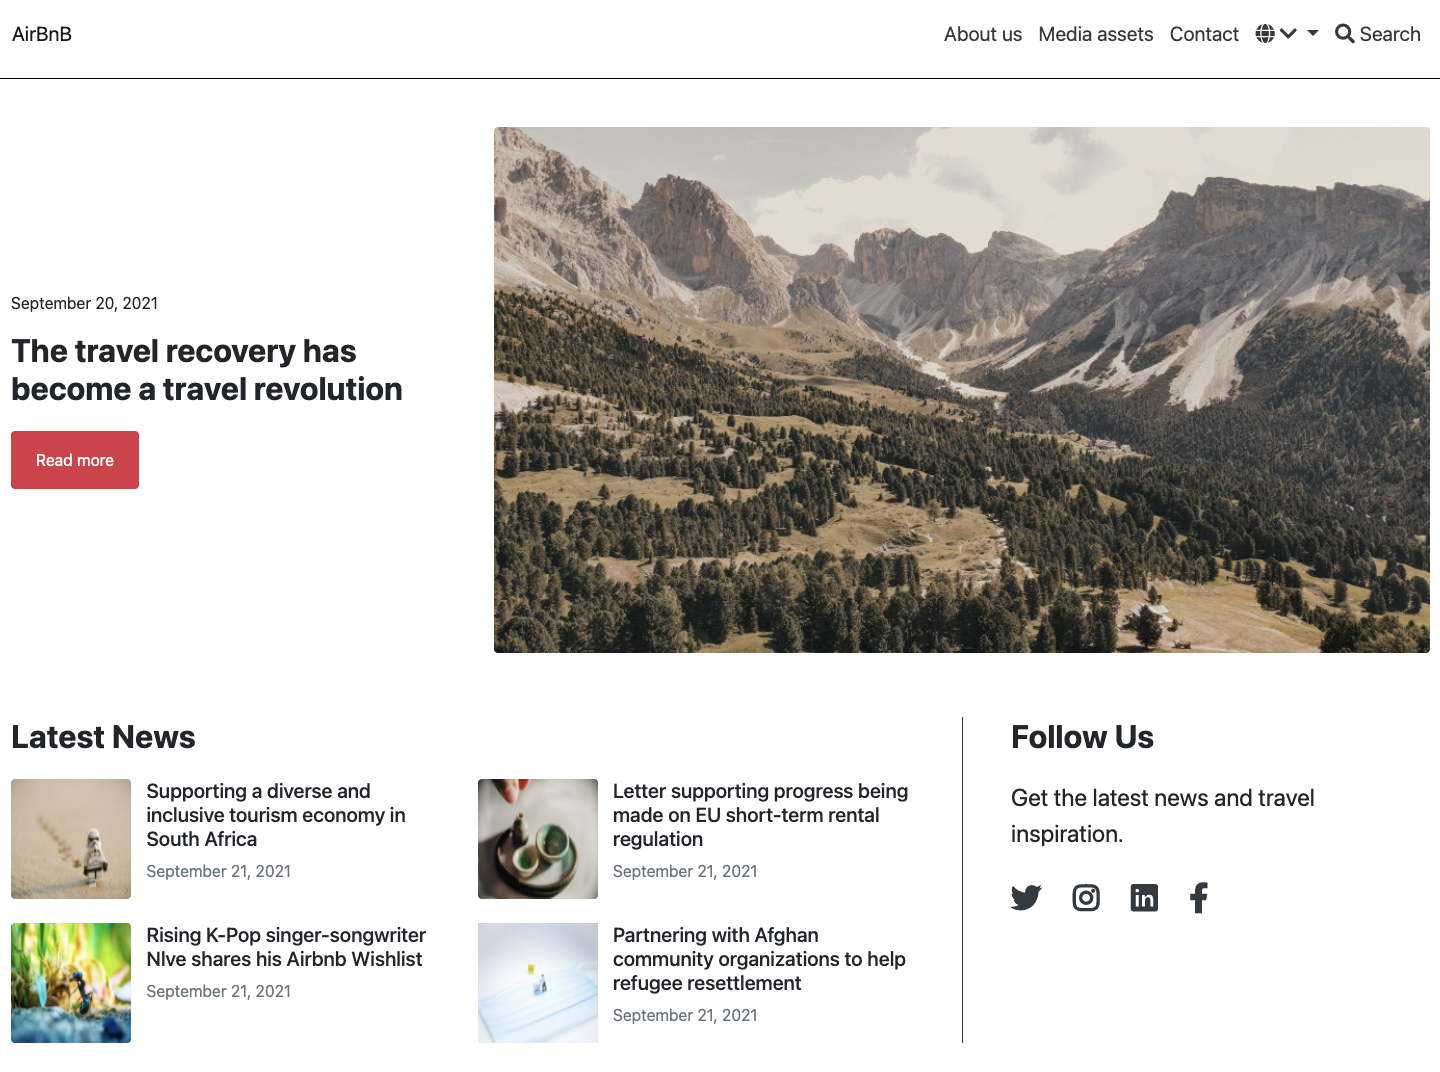 AirBnB
About us Media assets Contact Search
September 20, 2021
The travel recovery has
become a travel revolution
Read more
Latest News
Supporting a diverse and
inclusive tourism economy in
South Africa
September 21, 2021
Letter supporting progress being
made on EU short-term rental
regulation
September 21, 2021
Rising K-Pop singer-songwriter
Nlve shares his Airbnb Wishlist
September 21, 2021
Partnering with Afghan
community organizations to help
refugee resettlement
September 21, 2021
Follow Us
Get the latest news and travel
inspiration.